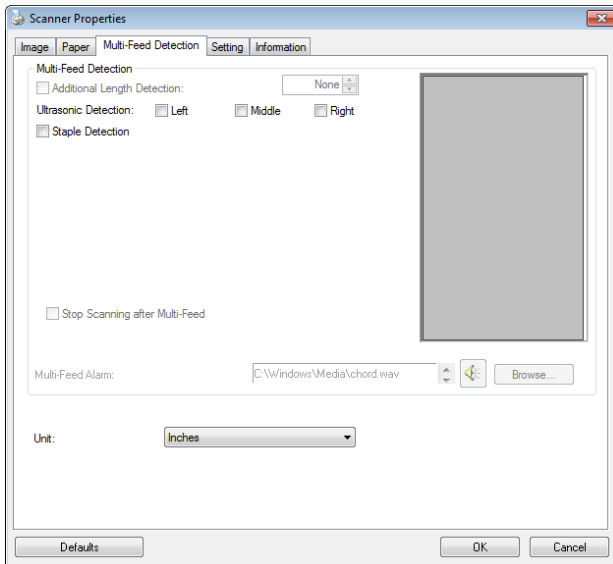 Scanner Properties
Image Paper Multi-Feed Detection Setting Information
Multi-Feed Detection
Additional Length Detection: None
Ultrasonic Detection: Left Middle Right
Staple Detection
Stop Scanning after Multi-Feed
Multi-Feed Alarm: C:\Windows\Media\chord.wav Browse...
Unit: Inches
Defaults OK Cancel